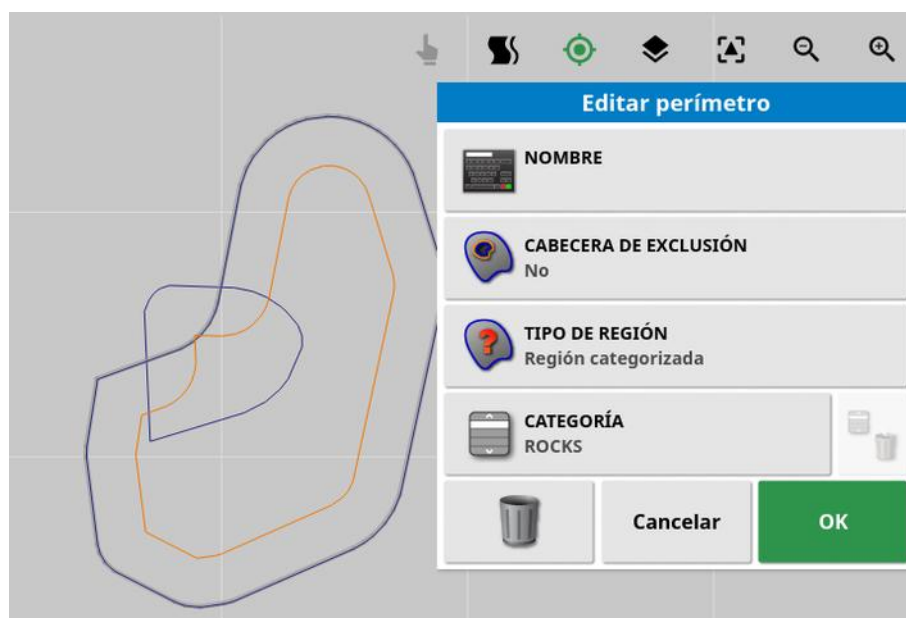 Editar perímetro
NOMBRE
CABECERA DE EXCLUSIÓN
No
TIPO DE REGIÓN
Región categorizada
CATEGORÍA
ROCKS
Cancelar
OK